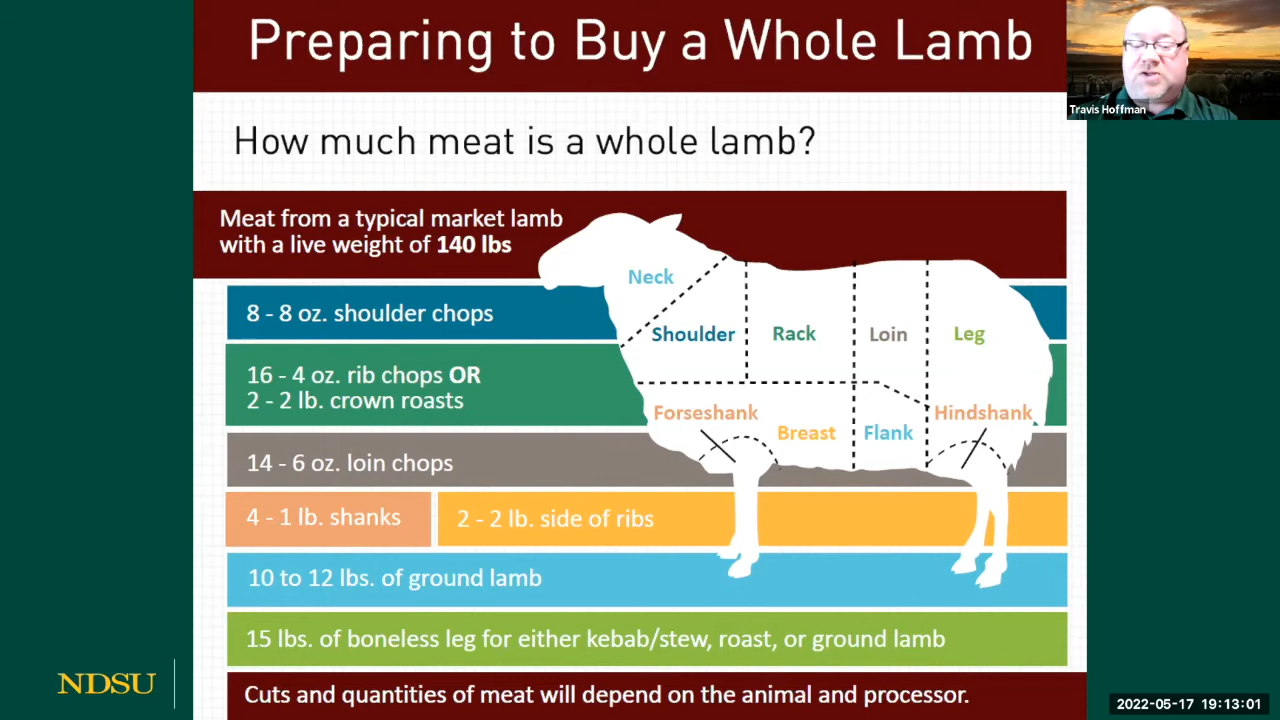 Preparing to Buy a Whole Lamb
Travis Hoffman
How much meat is a whole lamb?
Meat from a typical market lamb
with a live weight of 140 lbs
Neck
8 - 8 oz. shoulder chops
Shoulder
Rack
Loin
Leg
16 - 4 oz. rib chops OR
2 - 2 lb. crown roasts
Forseshank
Breast
Flank
Hindshank
14 - 6 oz. loin chops
4 - 1 lb. shanks
2 - 2 lb. side of ribs
10 to 12 lbs. of ground lamb
15 lbs. of boneless leg for either kebab/stew, roast, or ground lamb
NDSU
Cuts and quantities of meat will depend on the animal and processor.
2022-05-17 19:13:01